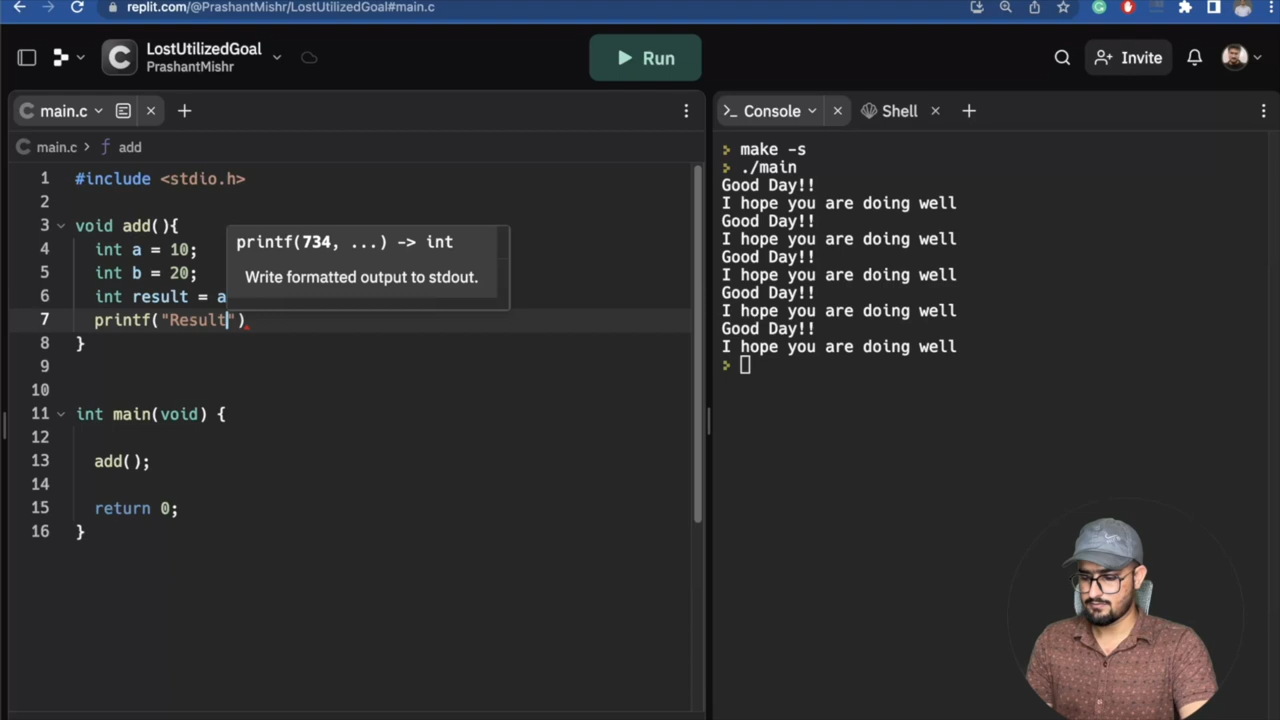 replit.com/@PrashantMishr/LostUtilizedGoal#main.c
LostUtilizedGoal
PrashantMishr
Run
Invite
main.c
Console
Shell
main.c > add
make -s
./main
Good Day!!
I hope you are doing well
Good Day!!
I hope you are doing well
Good Day!!
I hope you are doing well
Good Day!!
I hope you are doing well
Good Day!!
I hope you are doing well
1 #include <stdio.h>
2
3 void add(){
4 int a = 10;
5 int b = 20;
6 int result = a
7 printf("Result")
8 }
9
10
11 int main(void) {
12
13 add();
14
15 return 0;
16 }
printf(734, ...) -> int
Write formatted output to stdout.